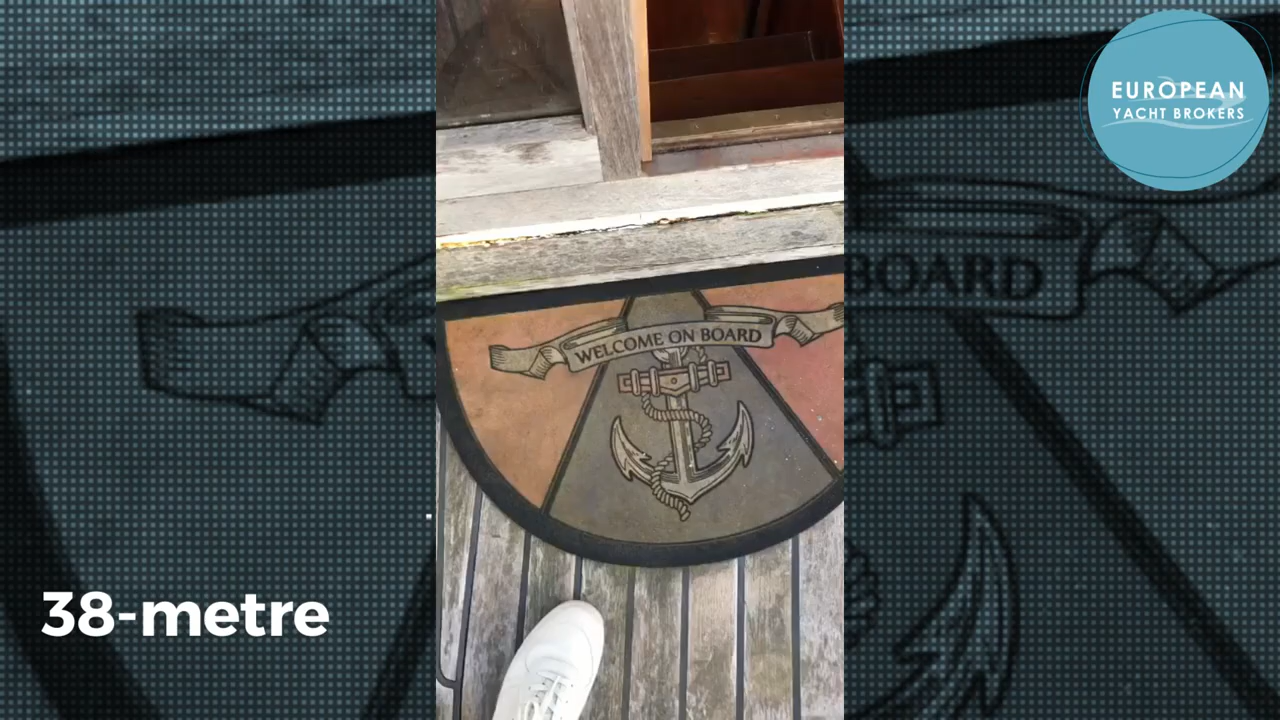 EUROPEAN
YACHT BROKERS
BOARD
WELCOME ON BOARD
38-metre